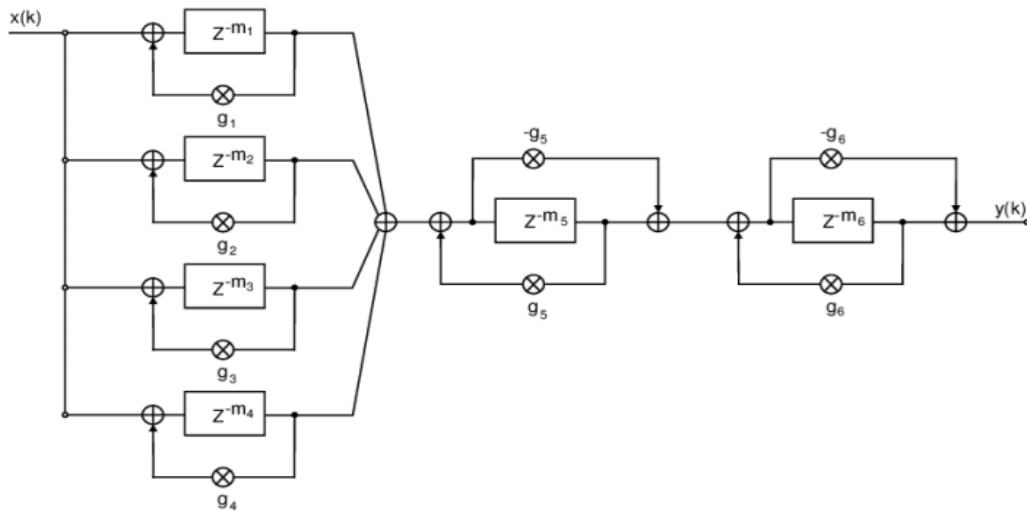 x(k)
Z^-m₁
g₁
Z^-m₂
g₂
Z^-m₃
g₃
Z^-m₄
g₄
-g₅
Z^-m₅
g₅
-g₆
Z^-m₆
g₆
y(k)